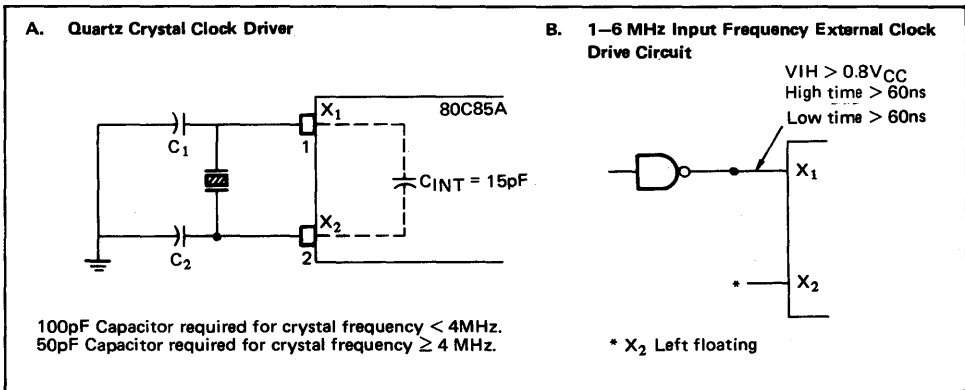 A. Quartz Crystal Clock Driver
X1
80C85A
C1
1
CINT = 15pF
X2
C2
2
100pF Capacitor required for crystal frequency < 4MHz.
50pF Capacitor required for crystal frequency ≥ 4 MHz.
B. 1–6 MHz Input Frequency External Clock
Drive Circuit
VIH > 0.8VCC
High time > 60ns
Low time > 60ns
X1
*
X2
* X2 Left floating